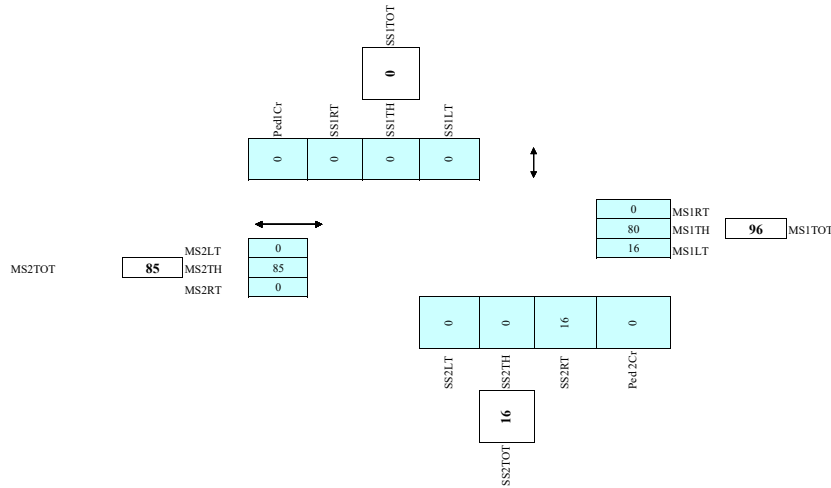 SS1TOT
0
Ped1Cr SS1RT SS1TH SS1LT
0 0 0 0
0 MS1RT
80 MS1TH 96 MS1TOT
16 MS1LT
MS2LT 0
MS2TOT 85 MS2TH 85
MS2RT 0
0 0 16 0
SS2LT SS2TH SS2RT Ped2Cr
16
SS2TOT